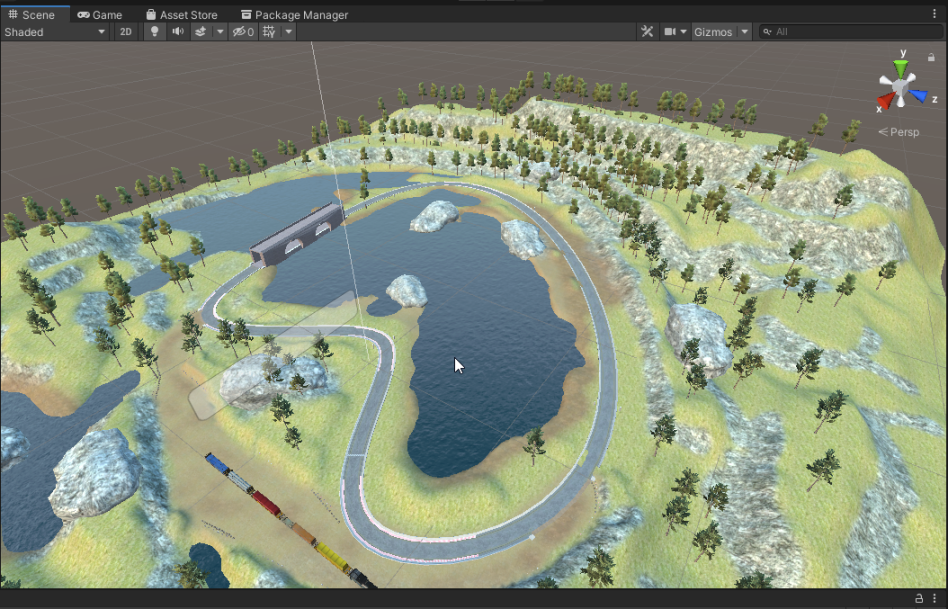 Scene Game Asset Store Package Manager
Shaded 2D 0 Gizmos All
y
z
x
Persp